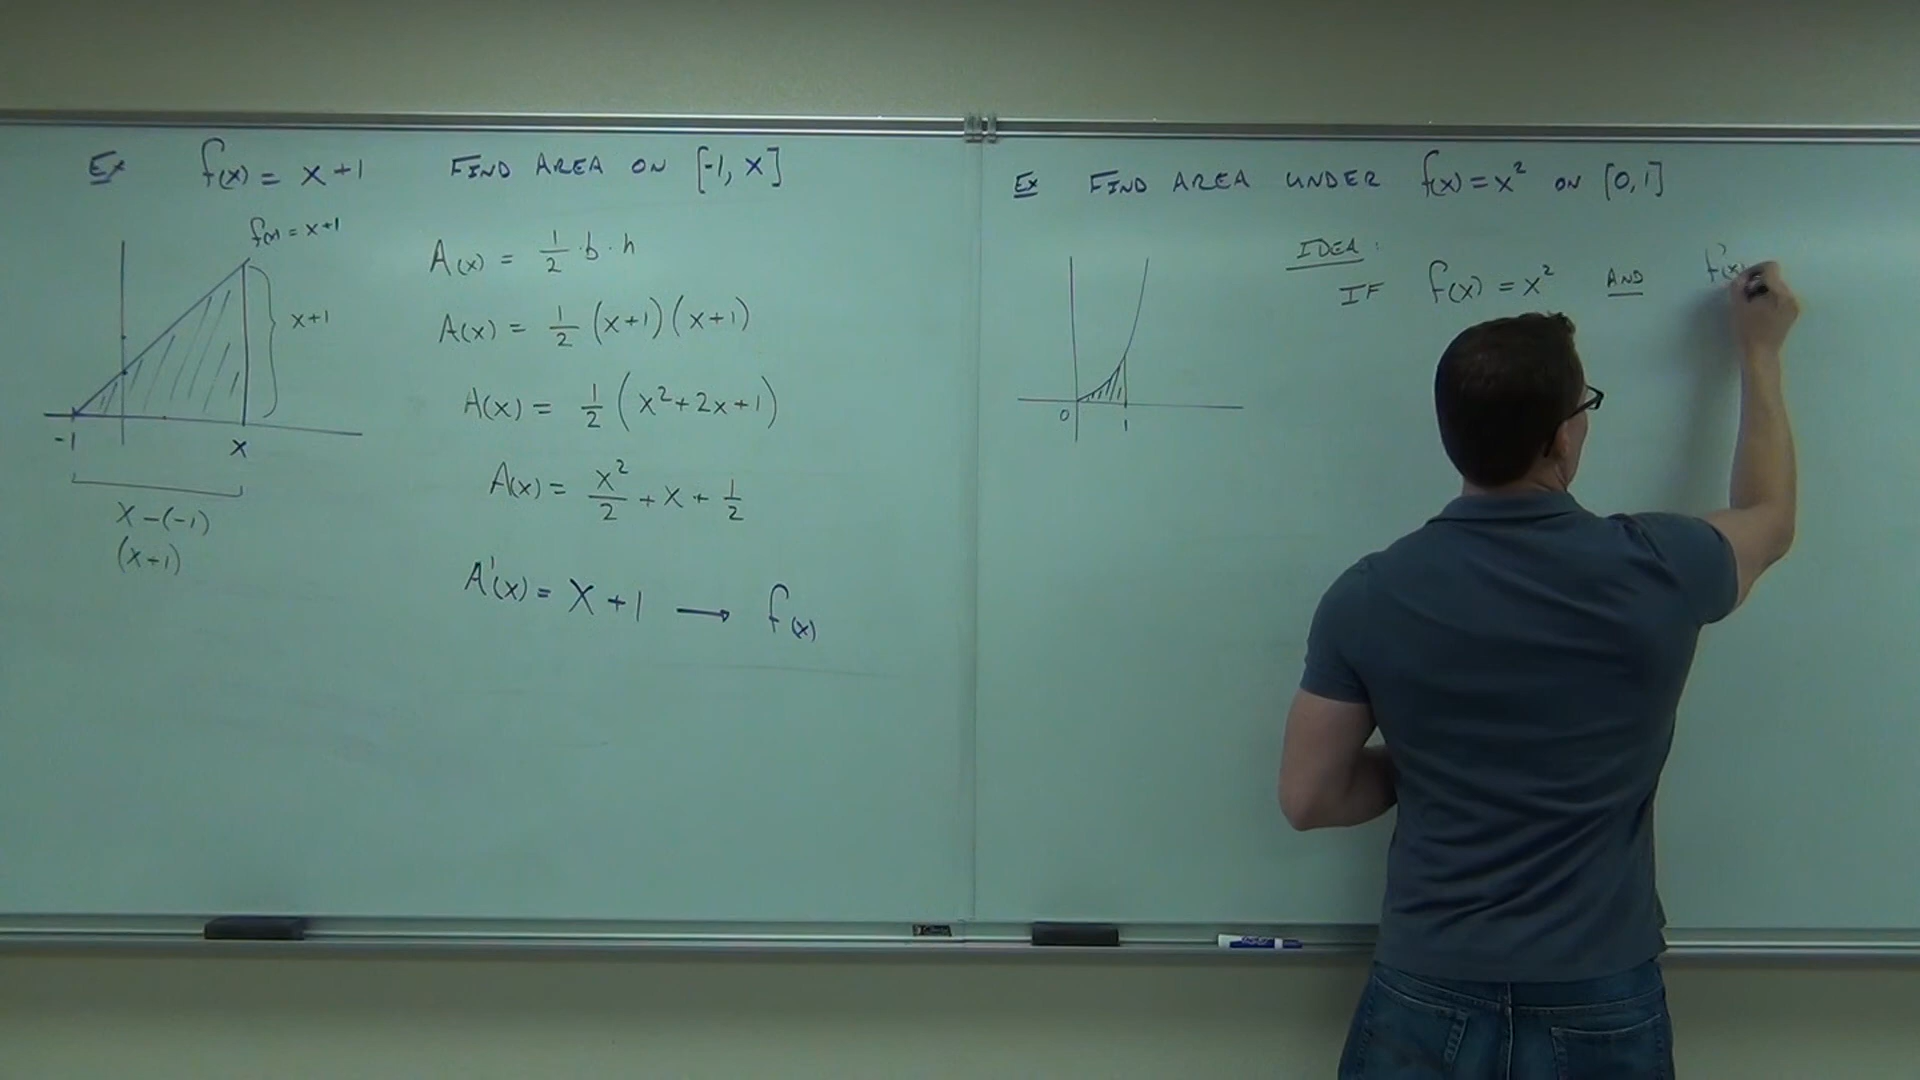 Ex f(x) = x+1 FIND AREA ON [-1, x]
f(x) = x+1
x+1
-1 x
x-(-1)
(x+1)
A(x) = 1/2 · b · h
A(x) = 1/2 (x+1)(x+1)
A(x) = 1/2 (x²+2x+1)
A(x) = x²/2 + x + 1/2
A'(x) = x+1 → f(x)
Ex FIND AREA UNDER f(x) = x² ON [0,1]
0 1
IDEA:
IF f(x) = x² AND